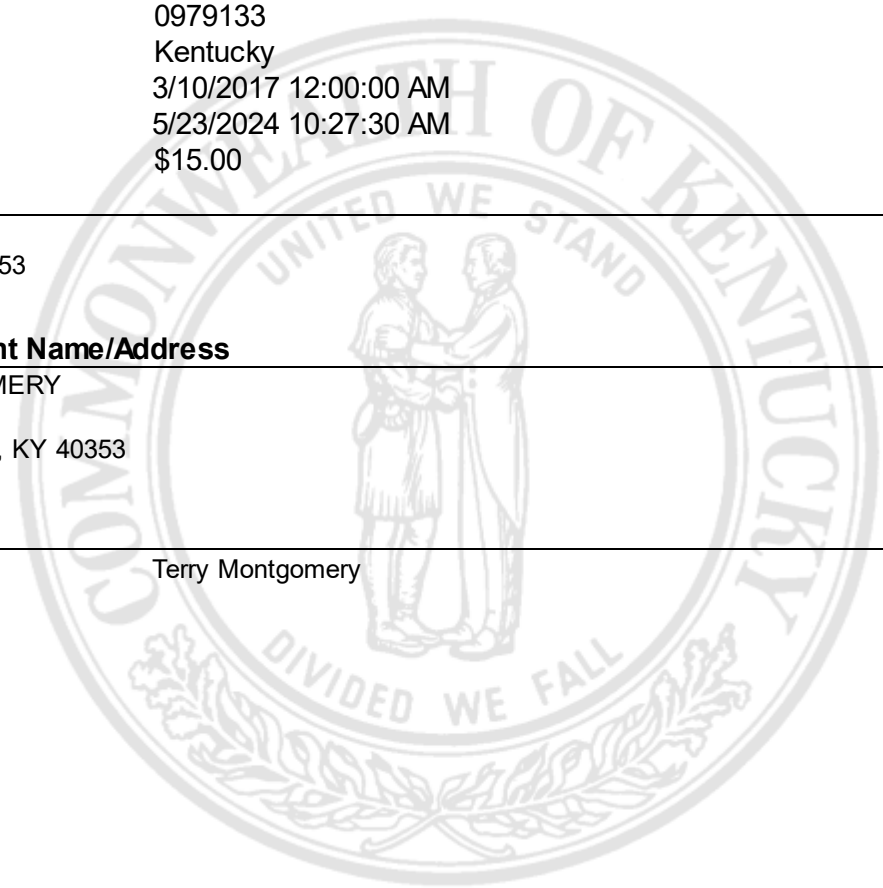 0979133
Kentucky
3/10/2017 12:00:00 AM
5/23/2024 10:27:30 AM
$15.00
53
nt Name/Address
MERY
, KY 40353
Terry Montgomery
COMMONWEALTH OF KENTUCKY
UNITED WE STAND
DIVIDED WE FALL